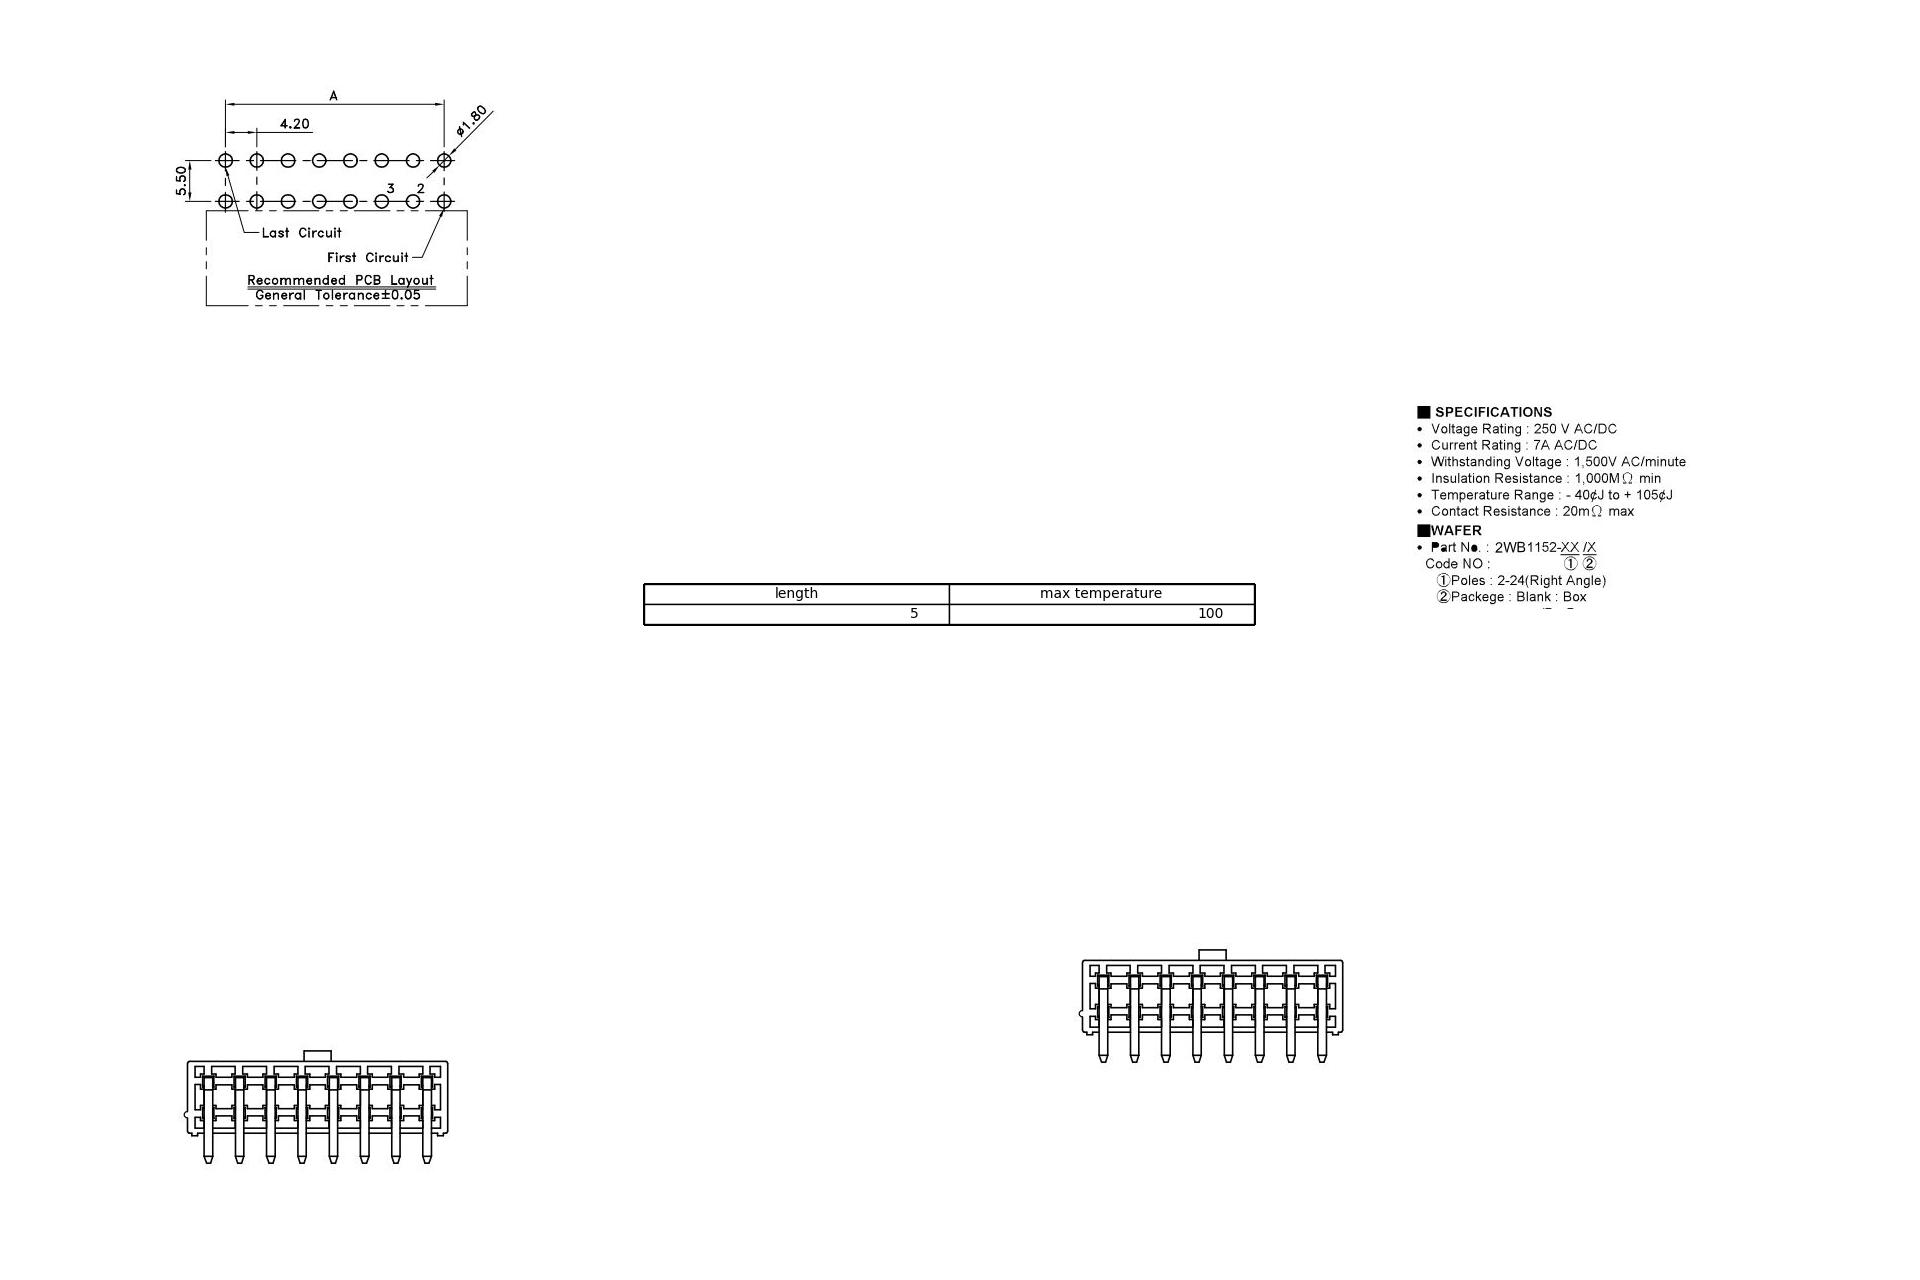 A
4.20
ø1.80
5.50
3 2
Last Circuit
First Circuit
Recommended PCB Layout
General Tolerance±0.05
SPECIFICATIONS
• Voltage Rating : 250 V AC/DC
• Current Rating : 7A AC/DC
• Withstanding Voltage : 1,500V AC/minute
• Insulation Resistance : 1,000MΩ min
• Temperature Range : - 40¢J to + 105¢J
• Contact Resistance : 20mΩ max
WAFER
• Part No. : 2WB1152-XX /X
Code NO : ① ②
①Poles : 2-24(Right Angle)
②Packege : Blank : Box
length max temperature
5 100